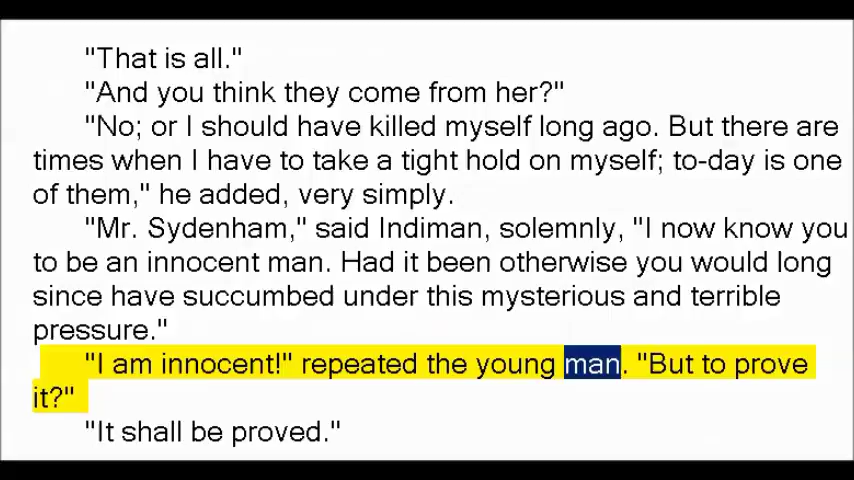 "That is all."
"And you think they come from her?"
"No; or I should have killed myself long ago. But there are
times when I have to take a tight hold on myself; to-day is one
of them," he added, very simply.
"Mr. Sydenham," said Indiman, solemnly, "I now know you
to be an innocent man. Had it been otherwise you would long
since have succumbed under this mysterious and terrible
pressure."
"I am innocent!" repeated the young man. "But to prove
it?"
"It shall be proved."